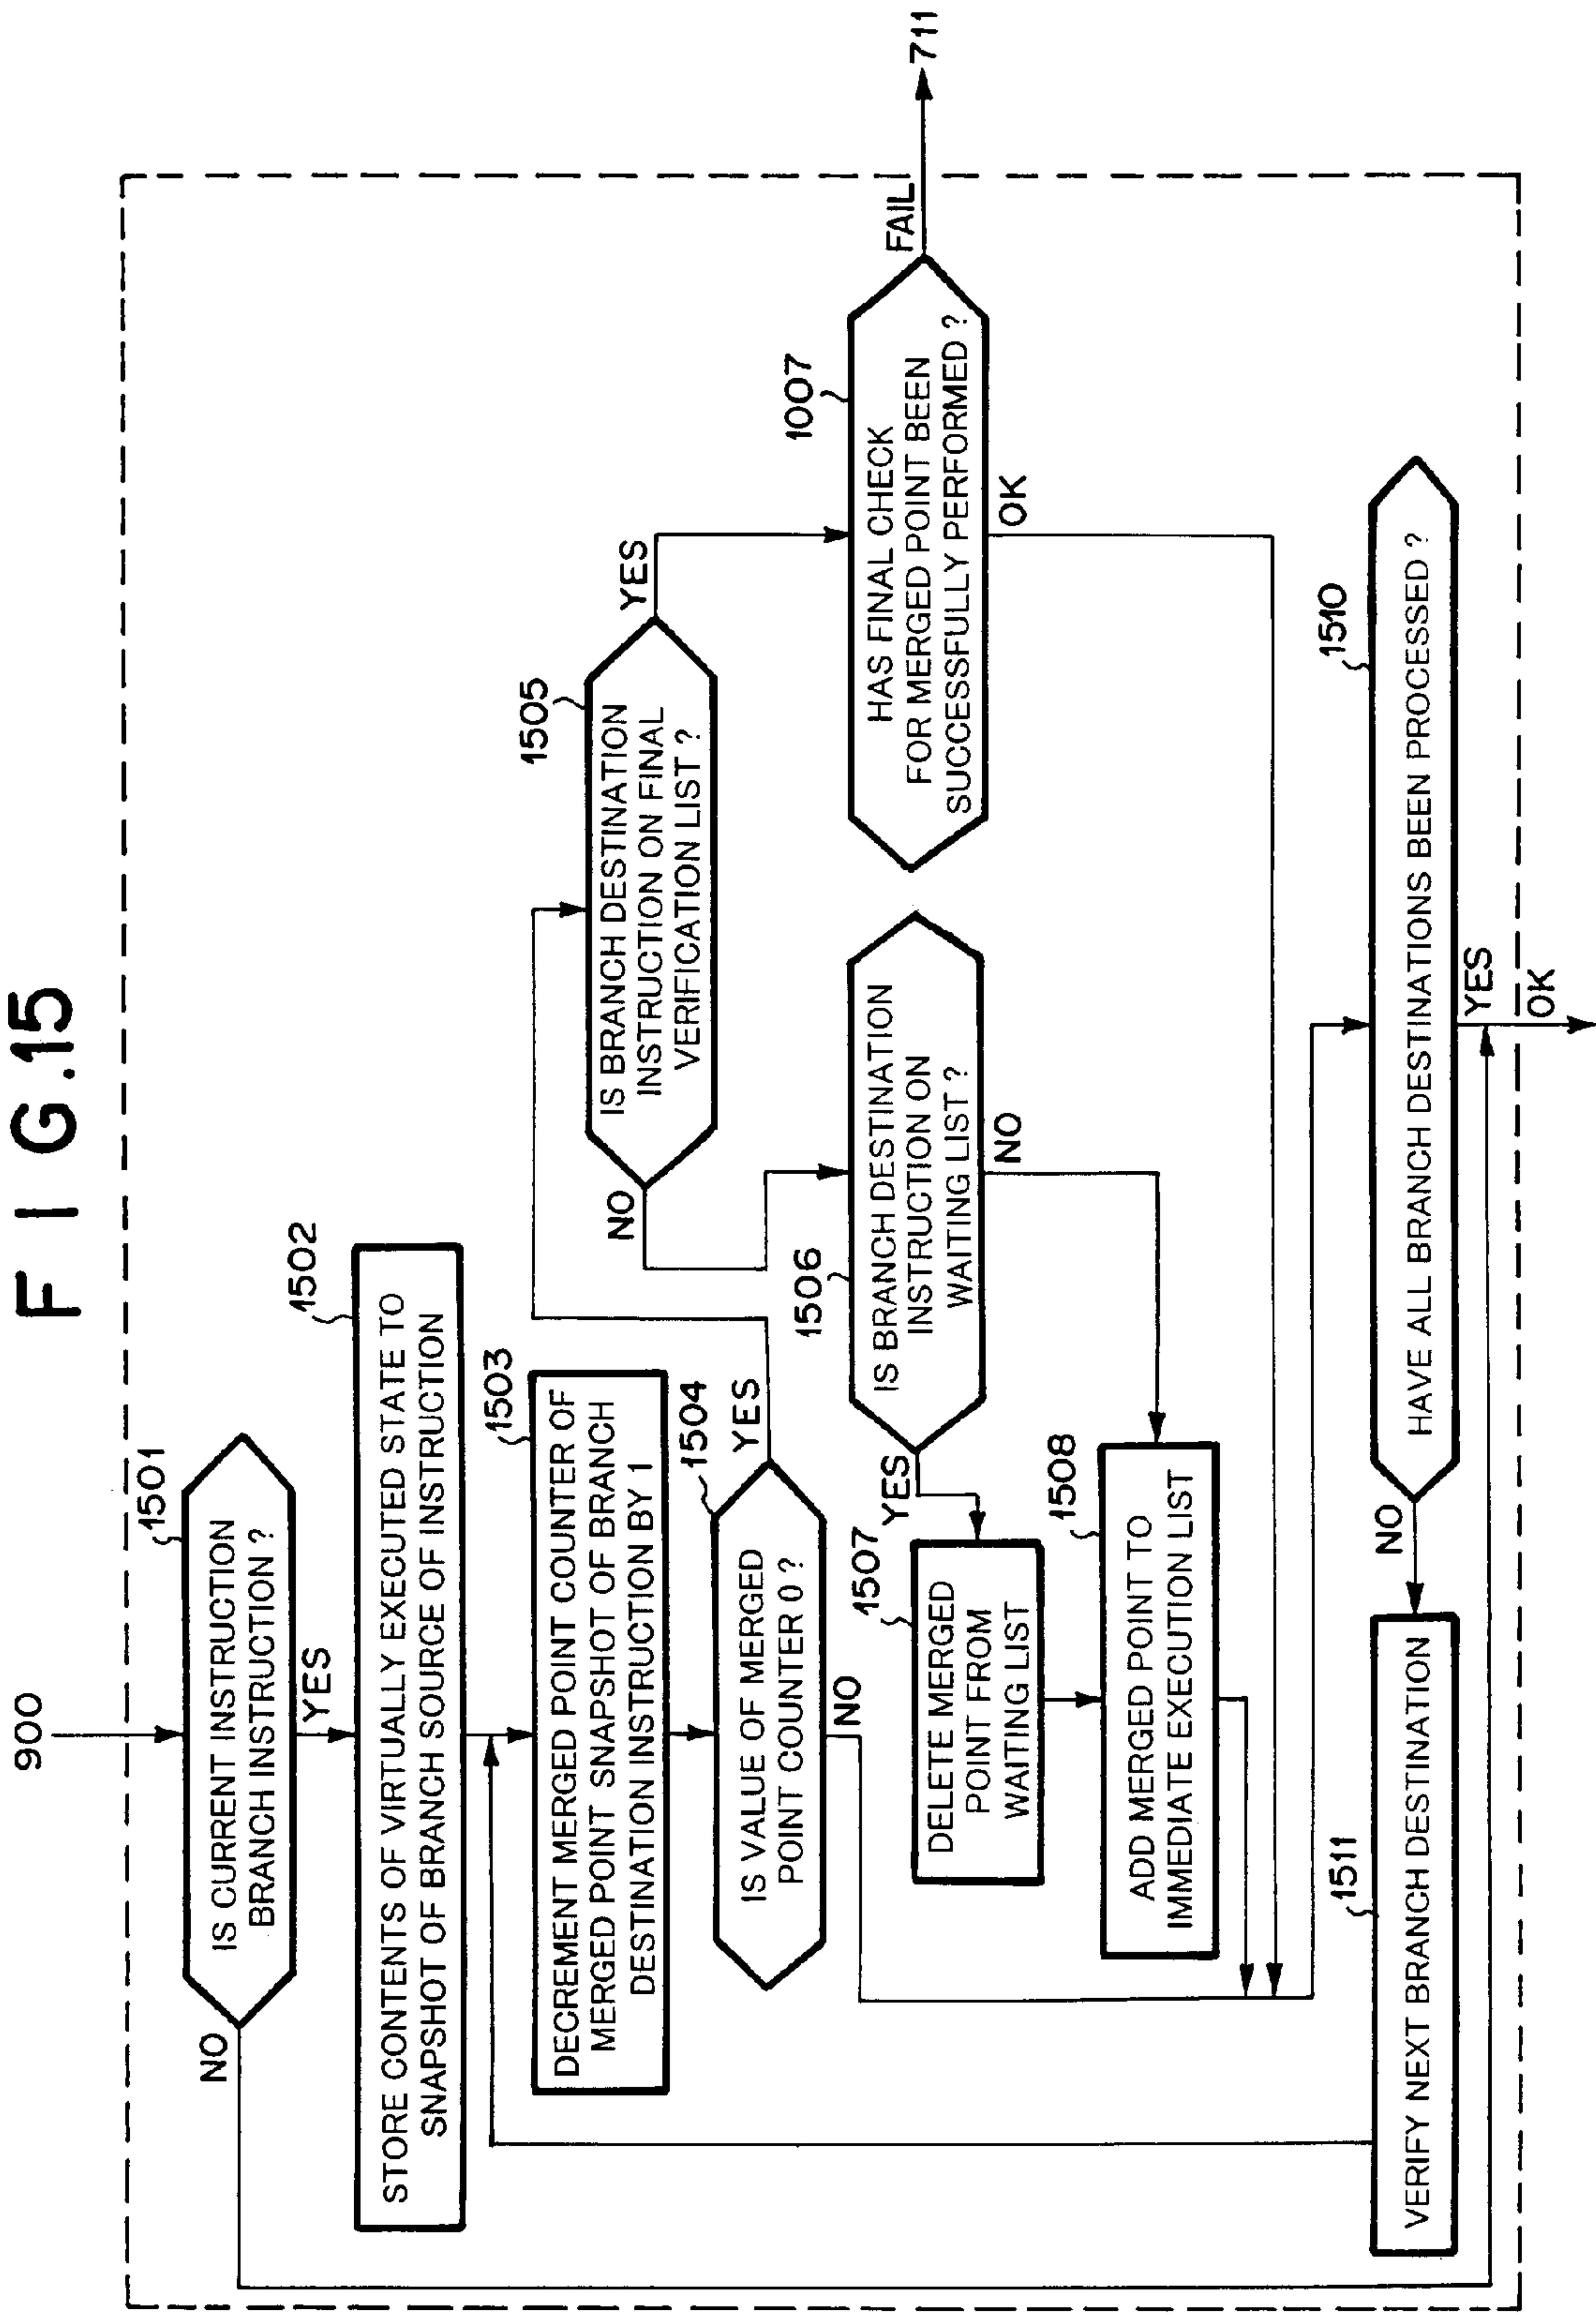 F I G.15
900
1501
IS CURRENT INSTRUCTION
BRANCH INSTRUCTION ?
NO
YES
1502
STORE CONTENTS OF VIRTUALLY EXECUTED STATE TO
SNAPSHOT OF BRANCH SOURCE OF INSTRUCTION
1503
DECREMENT MERGED POINT COUNTER OF
MERGED POINT SNAPSHOT OF BRANCH
DESTINATION INSTRUCTION BY 1
1504
IS VALUE OF MERGED
POINT COUNTER 0 ?
YES
NO
1505
IS BRANCH DESTINATION
INSTRUCTION ON FINAL
VERIFICATION LIST ?
NO
YES
1506
IS BRANCH DESTINATION
INSTRUCTION ON
WAITING LIST ?
YES
NO
1007
HAS FINAL CHECK
FOR MERGED POINT BEEN
SUCCESSFULLY PERFORMED ?
FAIL
711
OK
1507
DELETE MERGED
POINT FROM
WAITING LIST
1508
ADD MERGED POINT TO
IMMEDIATE EXECUTION LIST
1510
HAVE ALL BRANCH DESTINATIONS BEEN PROCESSED ?
NO
YES
1511
VERIFY NEXT BRANCH DESTINATION
OK